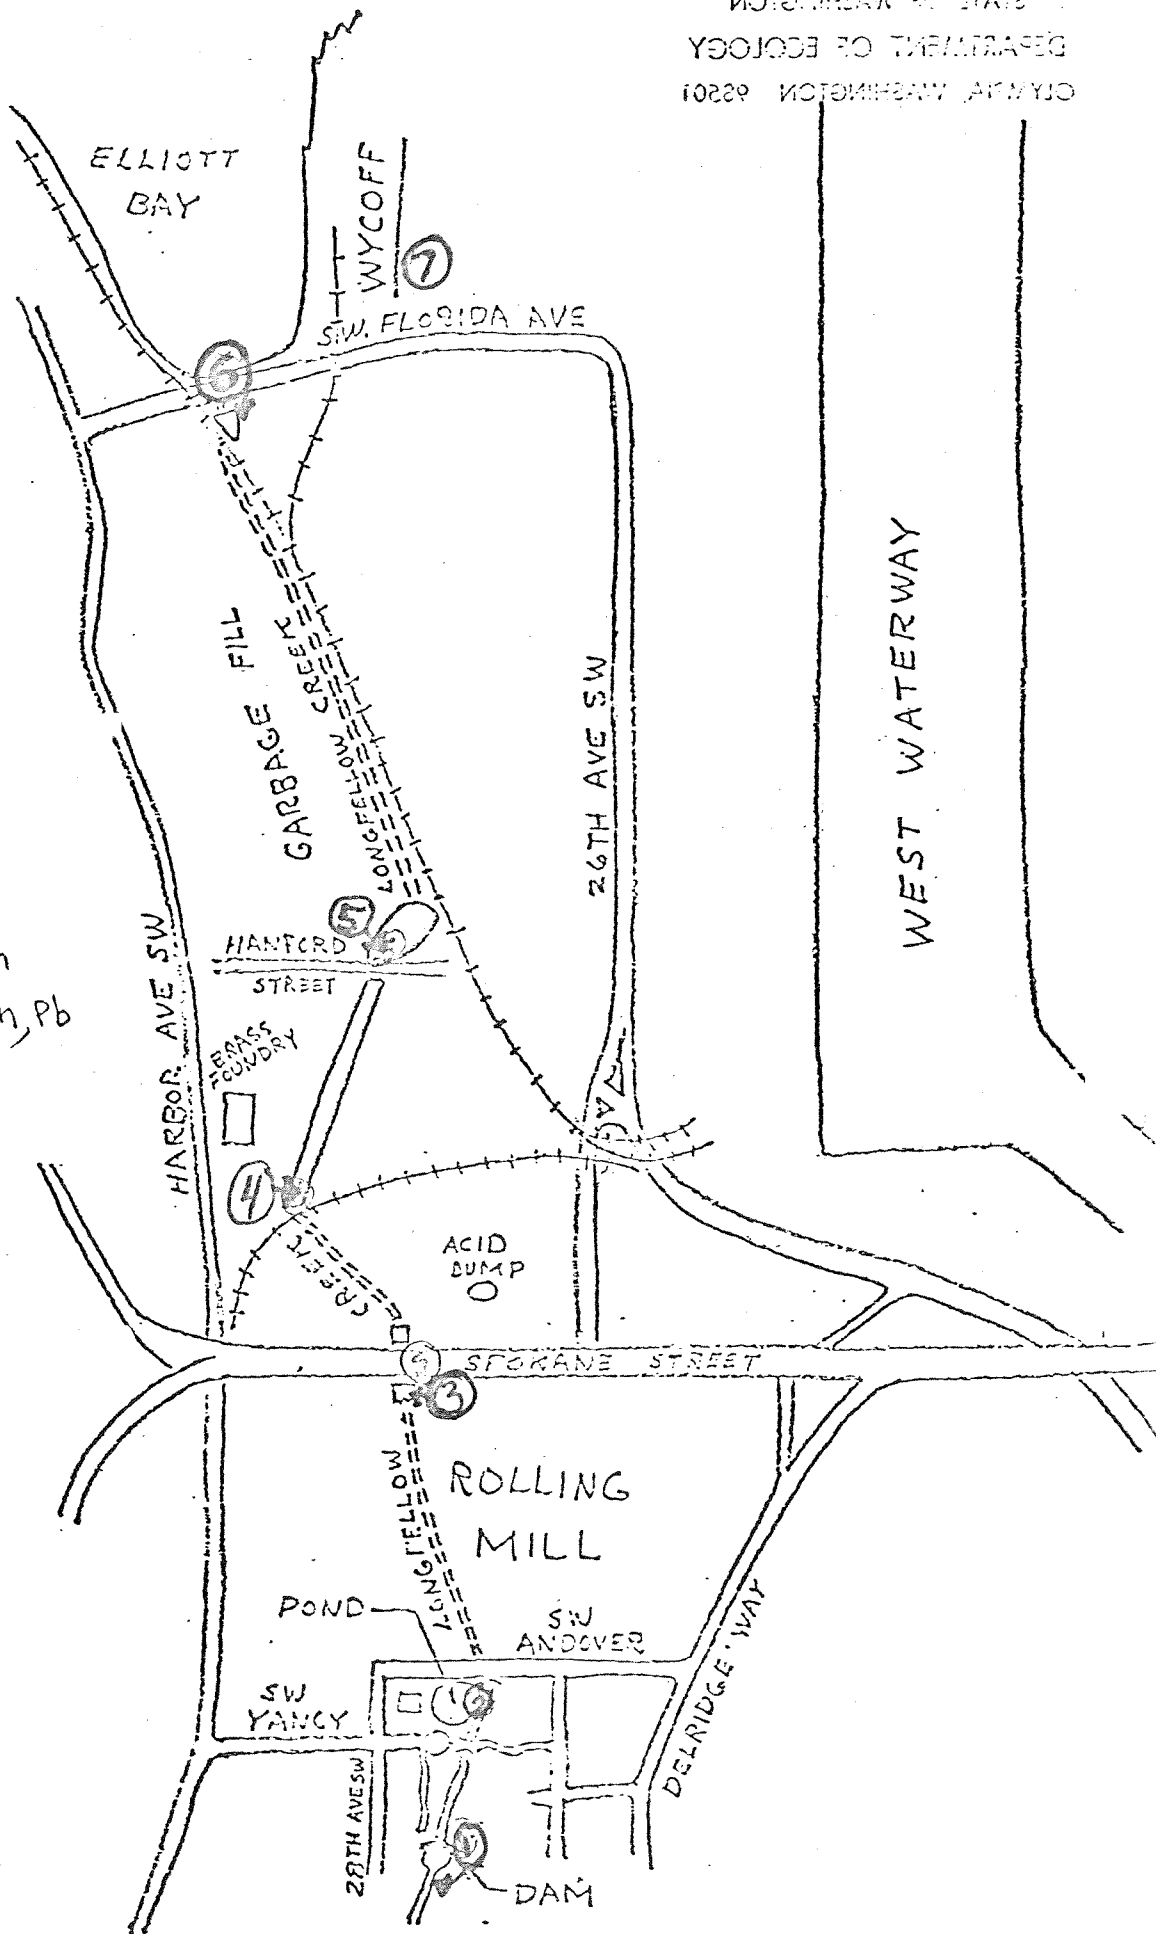 STATE OF WASHINGTON
DEPARTMENT OF ECOLOGY
OLYMPIA, WASHINGTON 98501
ELLIOTT
BAY
WYCOFF
7
S.W. FLORIDA AVE
6
GARBAGE FILL
LONGFELLOW CREEK
26TH AVE SW
WEST WATERWAY
5
HANFORD
STREET
Pb
HARBOR AVE SW
BRASS
FOUNDRY
4
CREEK
ACID
DUMP
SPOKANE STREET
3
LONGFELLOW
ROLLING
MILL
POND
SW
ANDOVER
1
SW
YANCY
DELRIDGE WAY
28TH AVE SW
DAM